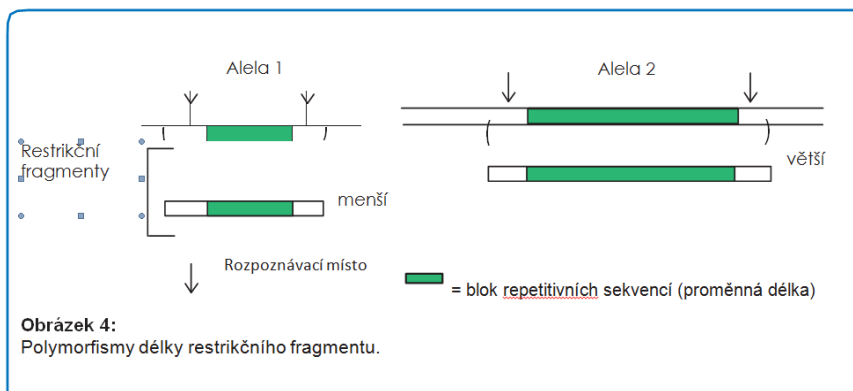 Alela 1
Alela 2
Restrikční
fragmenty
menší
větší
Rozpoznávací místo
= blok repetitivních sekvencí (proměnná délka)
Obrázek 4:
Polymorfismy délky restrikčního fragmentu.